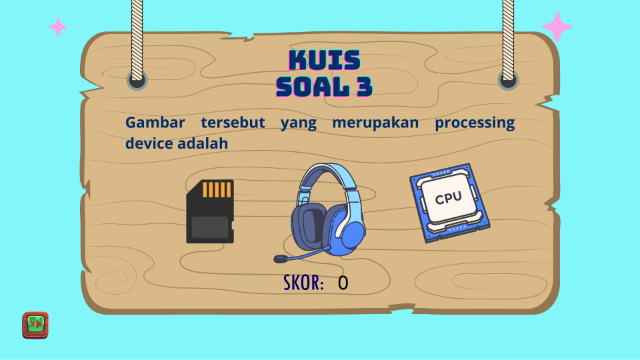 KUIS
SOAL 3
Gambar tersebut yang merupakan processing
device adalah
CPU
SKOR: 0